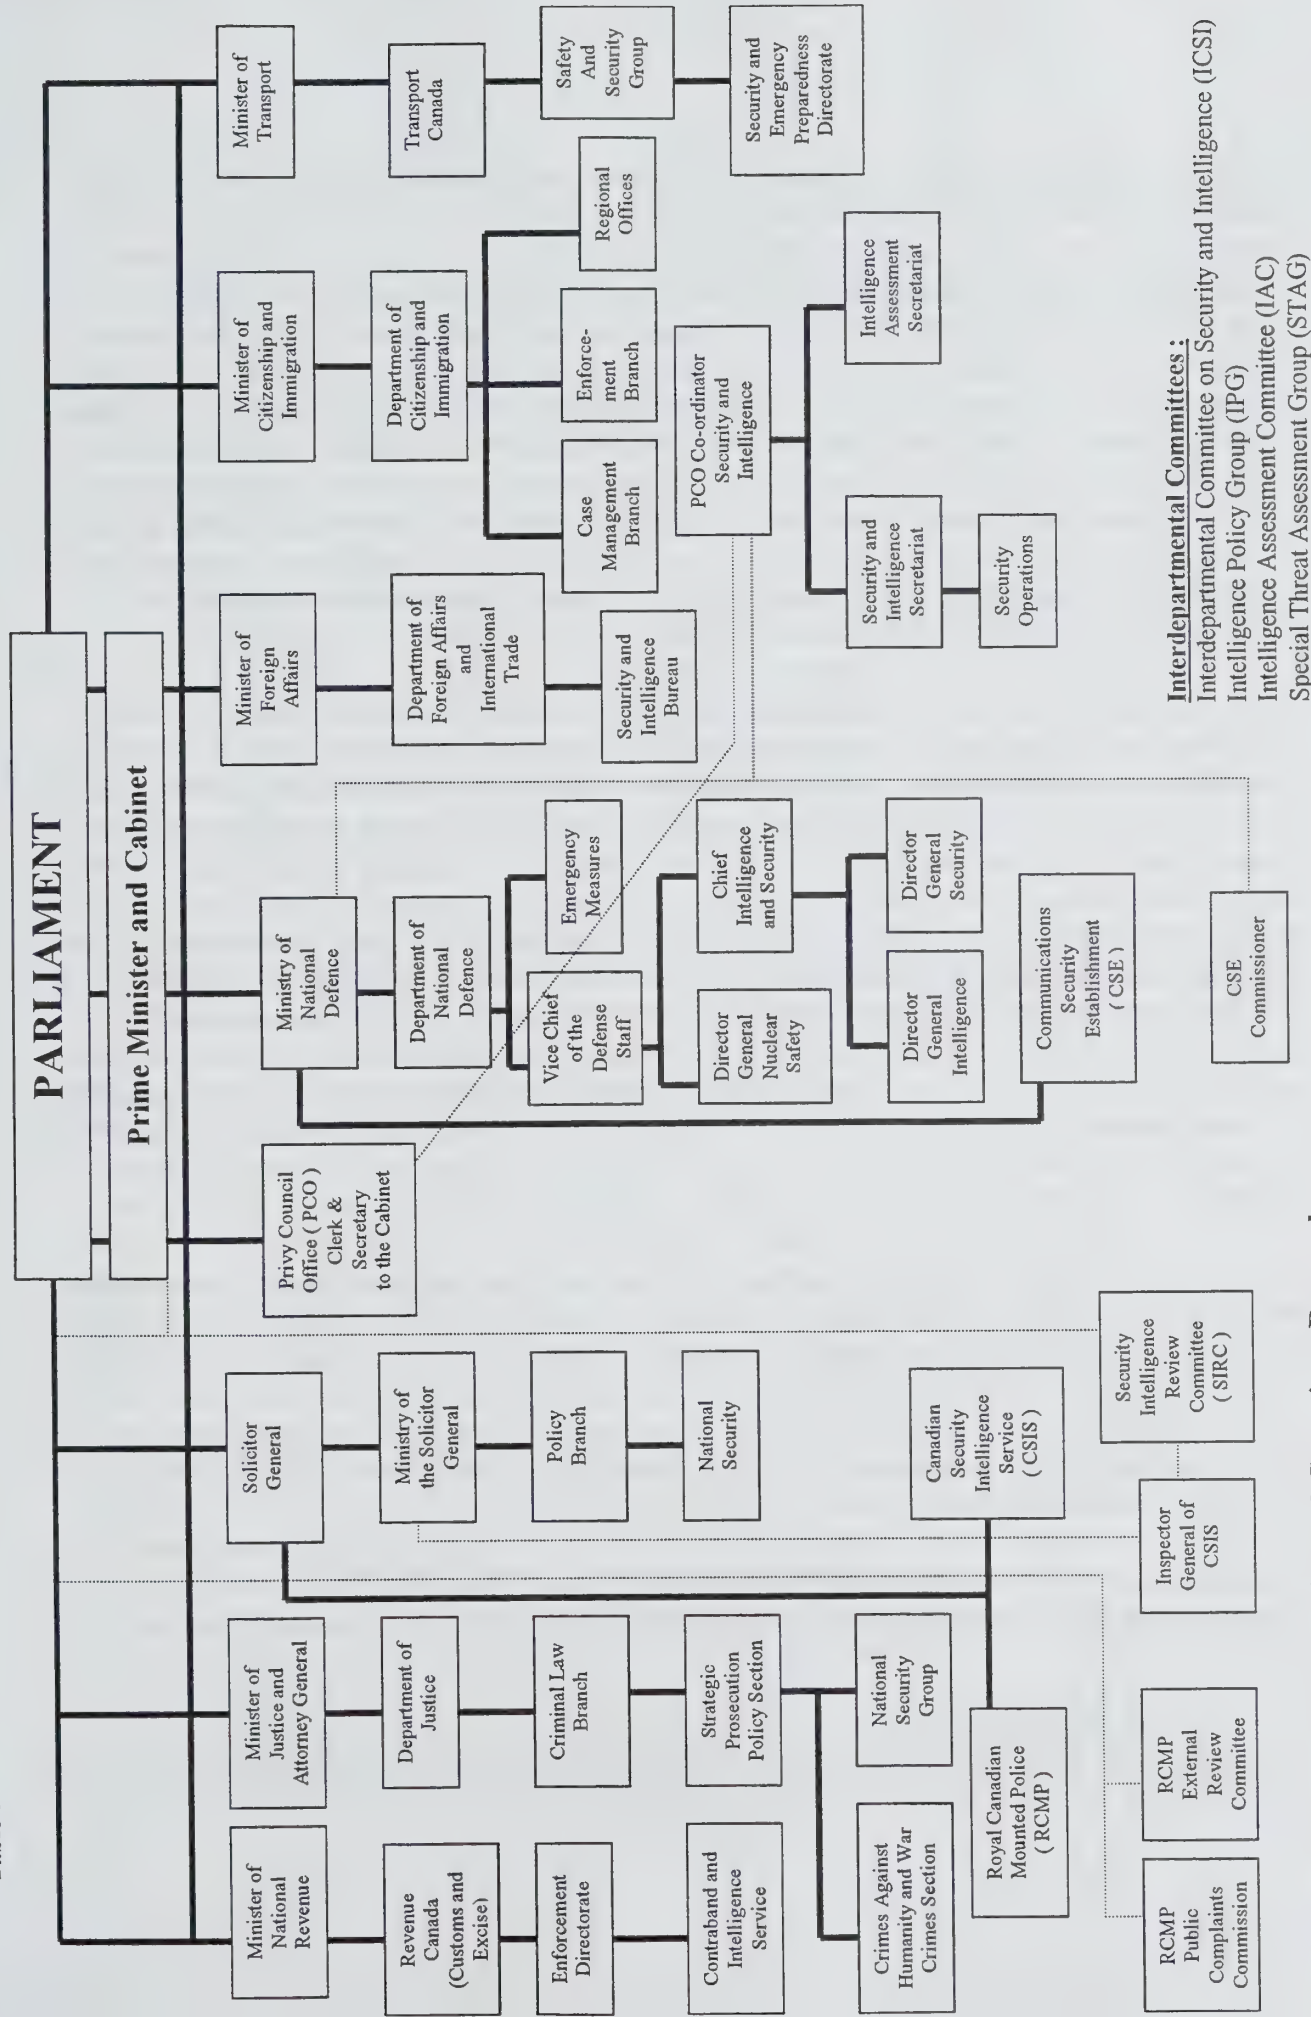 PARLIAMENT
Prime Minister and Cabinet
Minister of
National
Revenue
Revenue
Canada
(Customs and
Excise)
Enforcement
Directorate
Contraband and
Intelligence
Service
Minister of
Justice and
Attorney General
Department of
Justice
Criminal Law
Branch
Strategic
Prosecution
Policy Section
Crimes Against
Humanity and War
Crimes Section
National
Security
Group
Solicitor
General
Ministry of
the Solicitor
General
Policy
Branch
National
Security
Royal Canadian
Mounted Police
( RCMP )
Canadian
Security
Intelligence
Service
( CSIS )
RCMP
Public
Complaints
Commission
RCMP
External
Review
Committee
Inspector
General of
CSIS
Security
Intelligence
Review
Committee
( SIRC )
Privy Council
Office ( PCO )
Clerk &
Secretary
to the Cabinet
Ministry of
National
Defence
Department of
National
Defence
Vice Chief
of the
Defense
Staff
Emergency
Measures
Director
General
Nuclear
Safety
Chief
Intelligence
and Security
Director
General
Intelligence
Director
General
Security
Communications
Security
Establishment
( CSE )
CSE
Commissioner
Minister of
Foreign
Affairs
Department of
Foreign Affairs
and
International
Trade
Security and
Intelligence
Bureau
Minister of
Citizenship and
Immigration
Department of
Citizenship and
Immigration
Case
Management
Branch
Enforce-
ment
Branch
Regional
Offices
PCO Co-ordinator
Security and
Intelligence
Security and
Intelligence
Secretariat
Security
Operations
Intelligence
Assessment
Secretariat
Minister of
Transport
Transport
Canada
Safety
And
Security
Group
Security and
Emergency
Preparedness
Directorate
Interdepartmental Committees :
Interdepartmental Committee on Security and Intelligence (ICSI)
Intelligence Policy Group (IPG)
Intelligence Assessment Committee (IAC)
Special Threat Assessment Group (STAG)